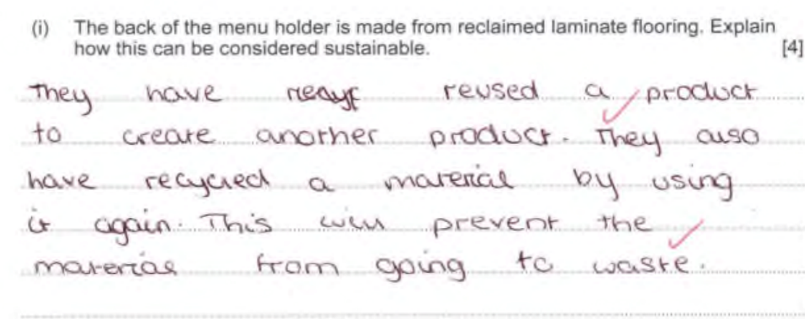 (i) The back of the menu holder is made from reclaimed laminate flooring. Explain
how this can be considered sustainable. [4]
They have reused a product
to create another product. They also
have recycled a material by using
it again. This will prevent the
material from going to waste.